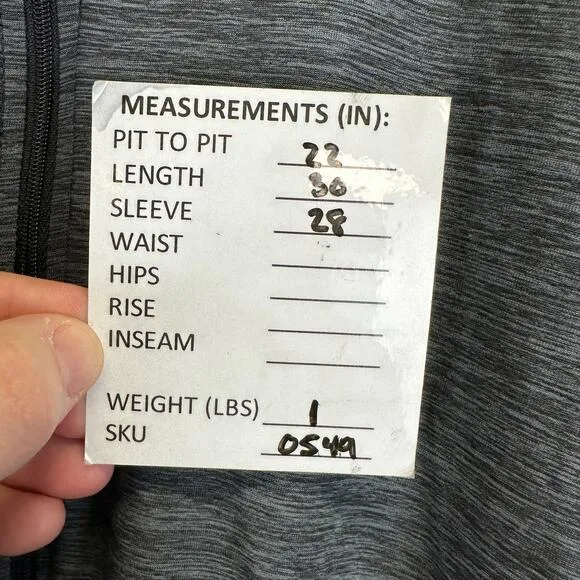 MEASUREMENTS (IN):
PIT TO PIT 22
LENGTH 30
SLEEVE 28
WAIST
HIPS
RISE
INSEAM
WEIGHT (LBS) 1
SKU 0549